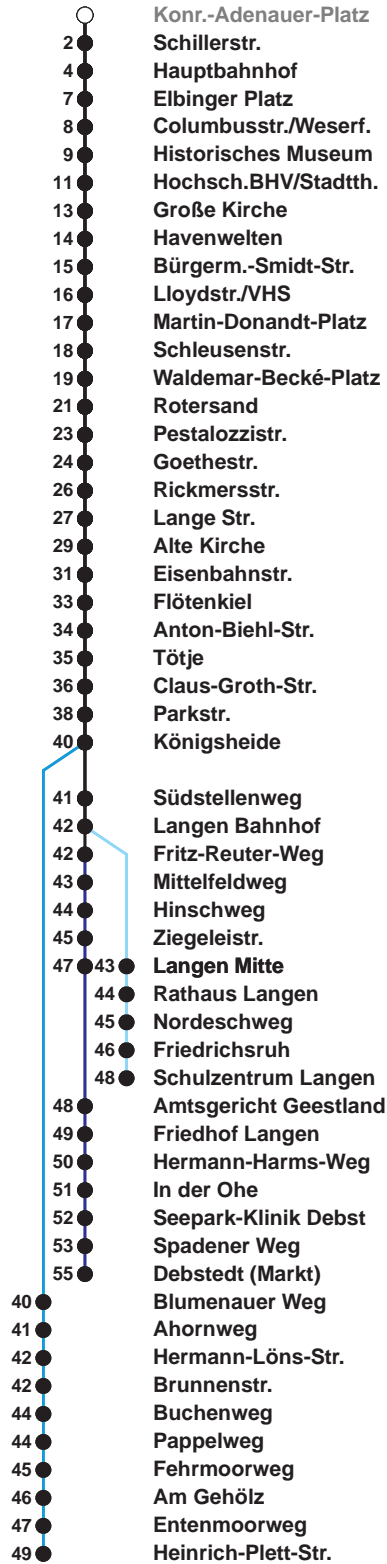 Konr.-Adenauer-Platz
2 Schillerstr.
4 Hauptbahnhof
7 Elbinger Platz
8 Columbusstr./Weserf.
9 Historisches Museum
11 Hochsch.BHV/Stadtth.
13 Große Kirche
14 Havenwelten
15 Bürgerm.-Smidt-Str.
16 Lloydstr./VHS
17 Martin-Donandt-Platz
18 Schleusenstr.
19 Waldemar-Becké-Platz
21 Rotersand
23 Pestalozzistr.
24 Goethestr.
26 Rickmersstr.
27 Lange Str.
29 Alte Kirche
31 Eisenbahnstr.
33 Flötenkiel
34 Anton-Biehl-Str.
35 Tötje
36 Claus-Groth-Str.
38 Parkstr.
40 Königsheide
41 Südstellenweg
42 Langen Bahnhof
42 Fritz-Reuter-Weg
43 Mittelfeldweg
44 Hinschweg
45 Ziegeleistr.
47 43 Langen Mitte
44 Rathaus Langen
45 Nordeschweg
46 Friedrichsruh
48 Schulzentrum Langen
48 Amtsgericht Geestland
49 Friedhof Langen
50 Hermann-Harms-Weg
51 In der Ohe
52 Seepark-Klinik Debst
53 Spadener Weg
55 Debstedt (Markt)
40 Blumenauer Weg
41 Ahornweg
42 Hermann-Löns-Str.
42 Brunnenstr.
44 Buchenweg
44 Pappelweg
45 Fehrmoorweg
46 Am Gehölz
47 Entenmoorweg
49 Heinrich-Plett-Str.